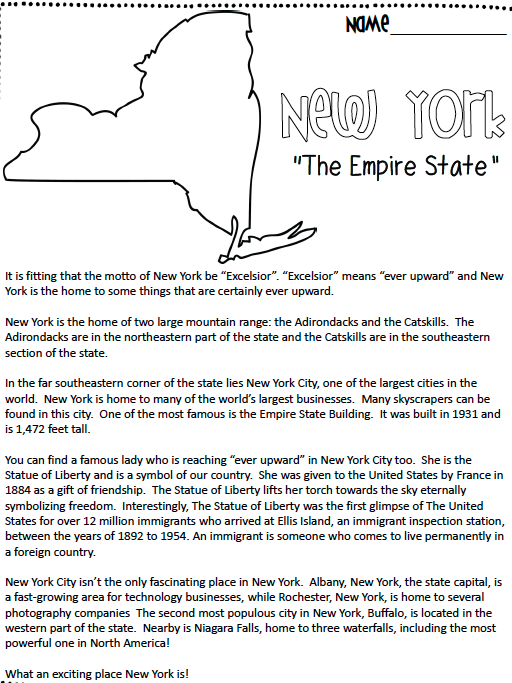 Name
New York
"The Empire State"
It is fitting that the motto of New York be “Excelsior”. “Excelsior” means “ever upward” and New
York is the home to some things that are certainly ever upward.
New York is the home of two large mountain range: the Adirondacks and the Catskills.  The
Adirondacks are in the northeastern part of the state and the Catskills are in the southeastern
section of the state.
In the far southeastern corner of the state lies New York City, one of the largest cities in the
world.  New York is home to many of the world’s largest businesses.  Many skyscrapers can be
found in this city.  One of the most famous is the Empire State Building.  It was built in 1931 and
is 1,472 feet tall.
You can find a famous lady who is reaching “ever upward” in New York City too.  She is the
Statue of Liberty and is a symbol of our country.  She was given to the United States by France in
1884 as a gift of friendship.  The Statue of Liberty lifts her torch towards the sky eternally
symbolizing freedom.  Interestingly, The Statue of Liberty was the first glimpse of The United
States for over 12 million immigrants who arrived at Ellis Island, an immigrant inspection station,
between the years of 1892 to 1954. An immigrant is someone who comes to live permanently in
a foreign country.
New York City isn’t the only fascinating place in New York.  Albany, New York, the state capital, is
a fast-growing area for technology businesses, while Rochester, New York, is home to several
photography companies  The second most populous city in New York, Buffalo, is located in the
western part of the state.  Nearby is Niagara Falls, home to three waterfalls, including the most
powerful one in North America!
What an exciting place New York is!